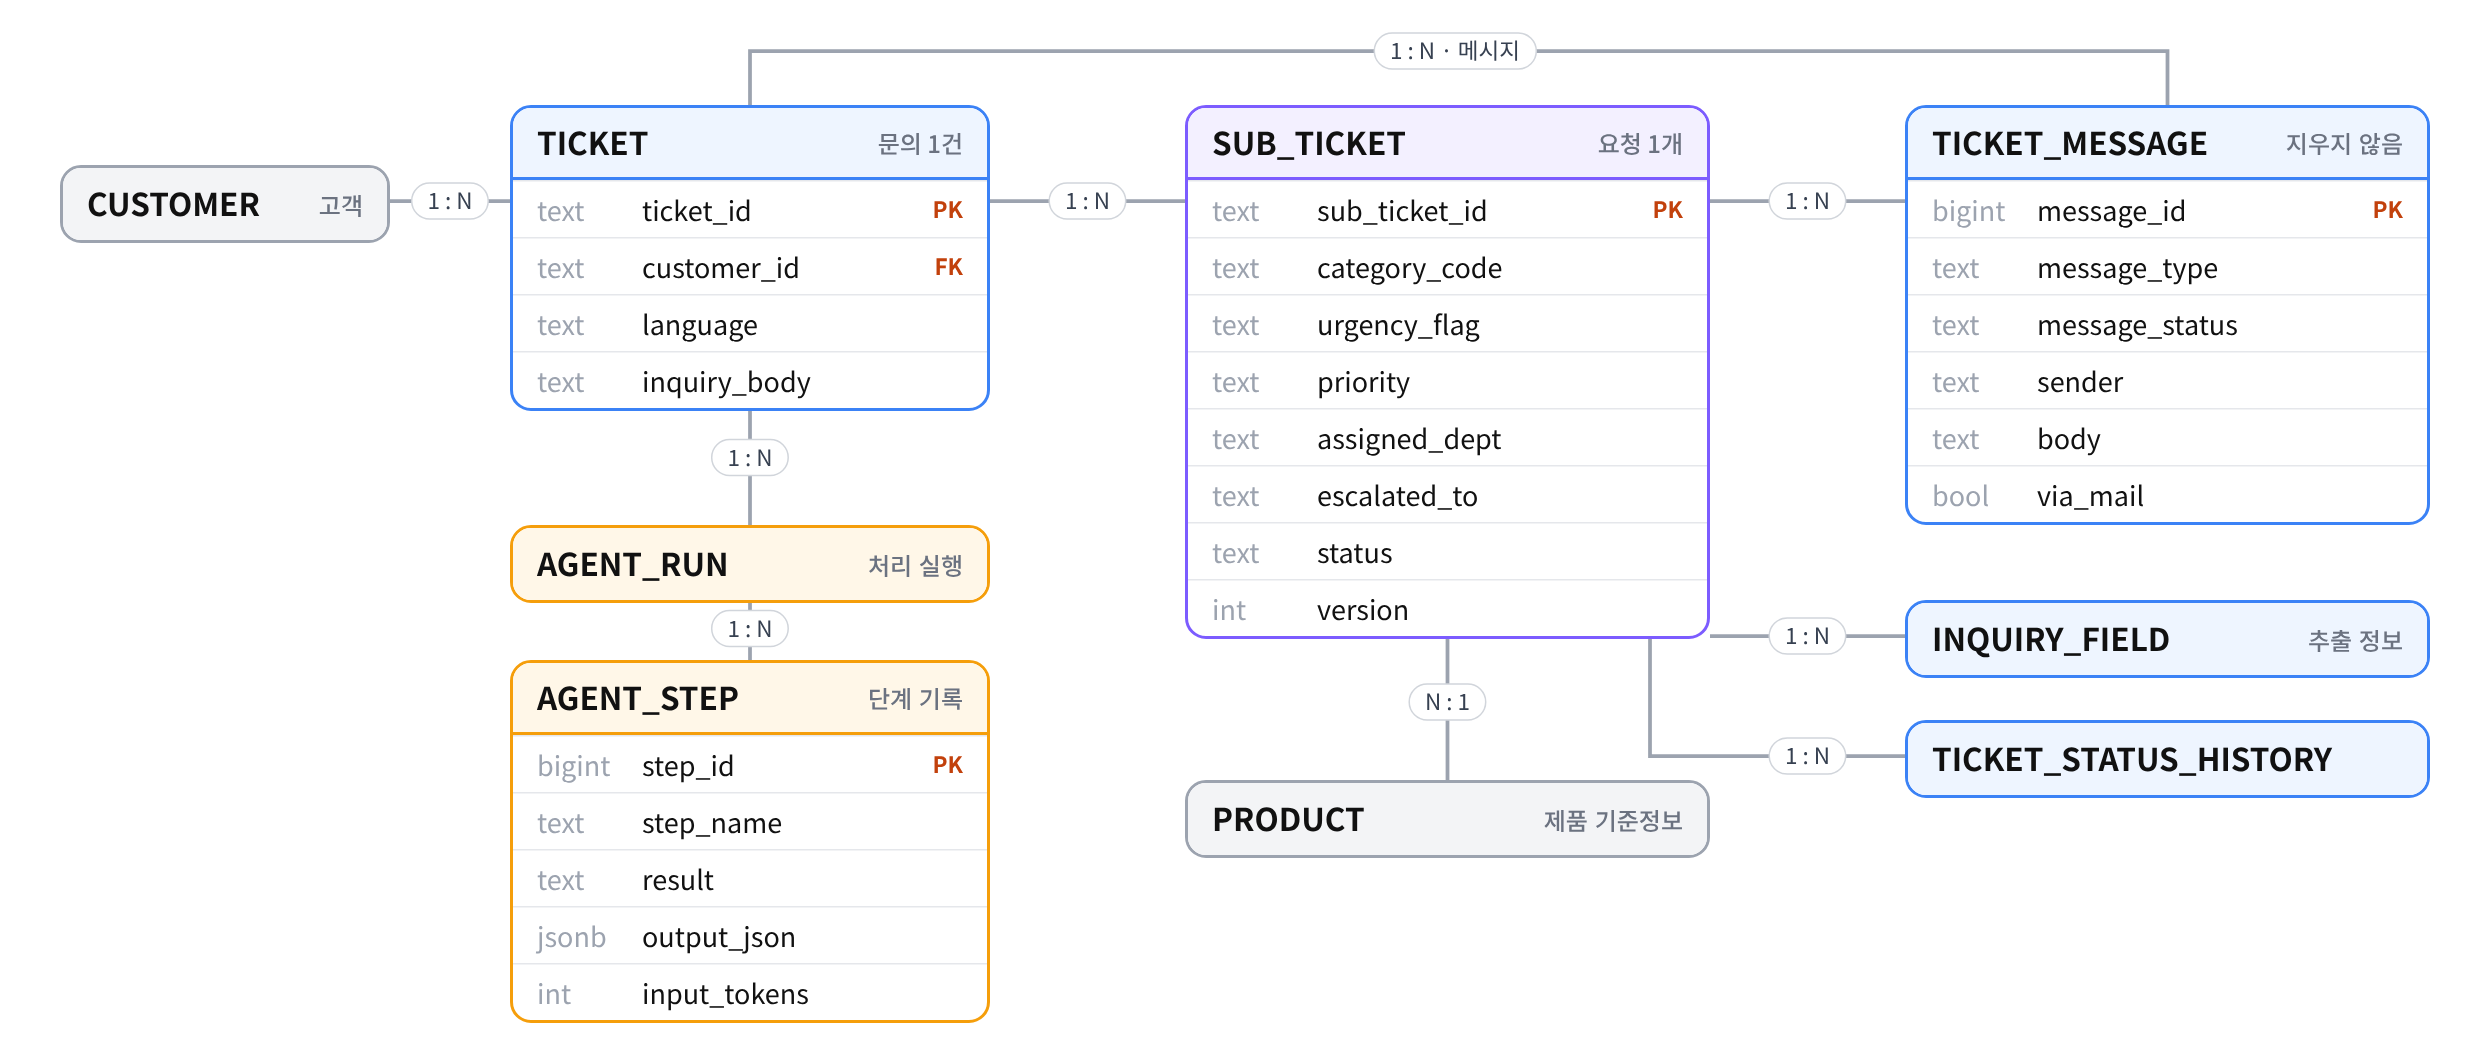 1 : N · 메시지
CUSTOMER 고객
1 : N
TICKET 문의 1건
text ticket_id PK
text customer_id FK
text language
text inquiry_body
1 : N
SUB_TICKET 요청 1개
text sub_ticket_id PK
text category_code
text urgency_flag
text priority
text assigned_dept
text escalated_to
text status
int version
1 : N
TICKET_MESSAGE 지우지 않음
bigint message_id PK
text message_type
text message_status
text sender
text body
bool via_mail
1 : N
AGENT_RUN 처리 실행
1 : N
AGENT_STEP 단계 기록
bigint step_id PK
text step_name
text result
jsonb output_json
int input_tokens
N : 1
PRODUCT 제품 기준정보
1 : N
INQUIRY_FIELD 추출 정보
1 : N
TICKET_STATUS_HISTORY